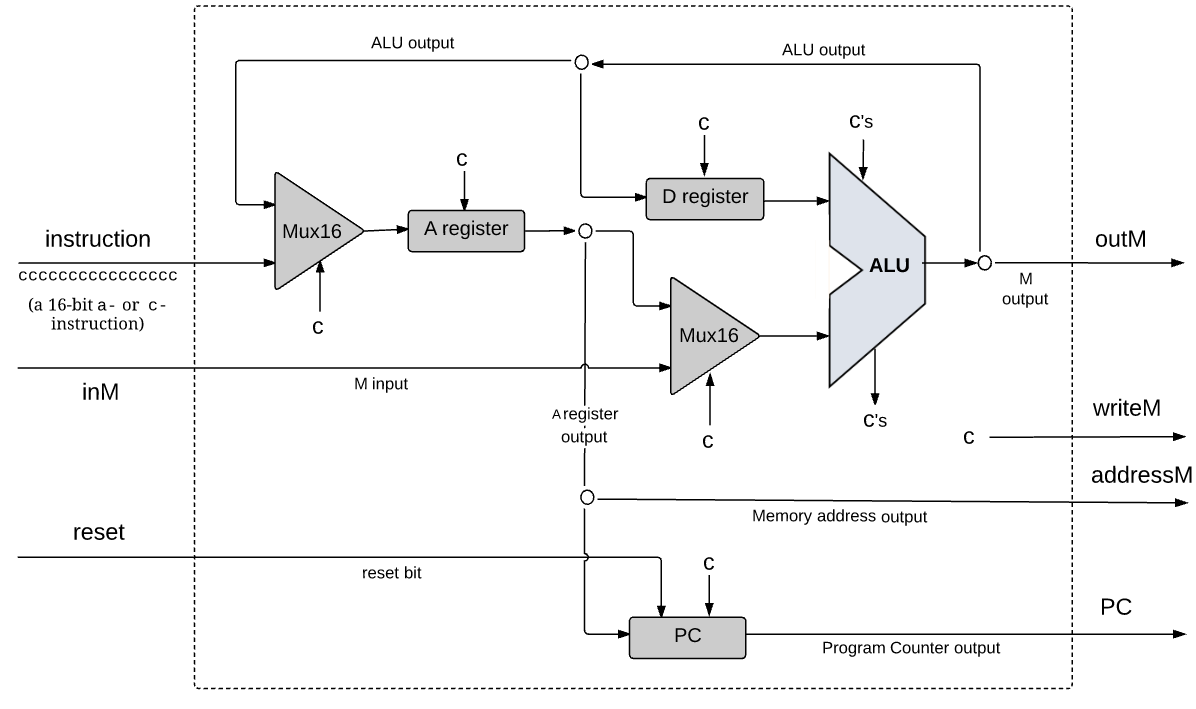 ALU output
ALU output
c
c's
c
D register
Mux16
A register
instruction
cccccccccccccccc
(a 16-bit a- or c-
instruction)
c
ALU
outM
M
output
Mux16
inM
M input
A register
output
c
c's
writeM
c
addressM
Memory address output
reset
reset bit
c
PC
PC
Program Counter output